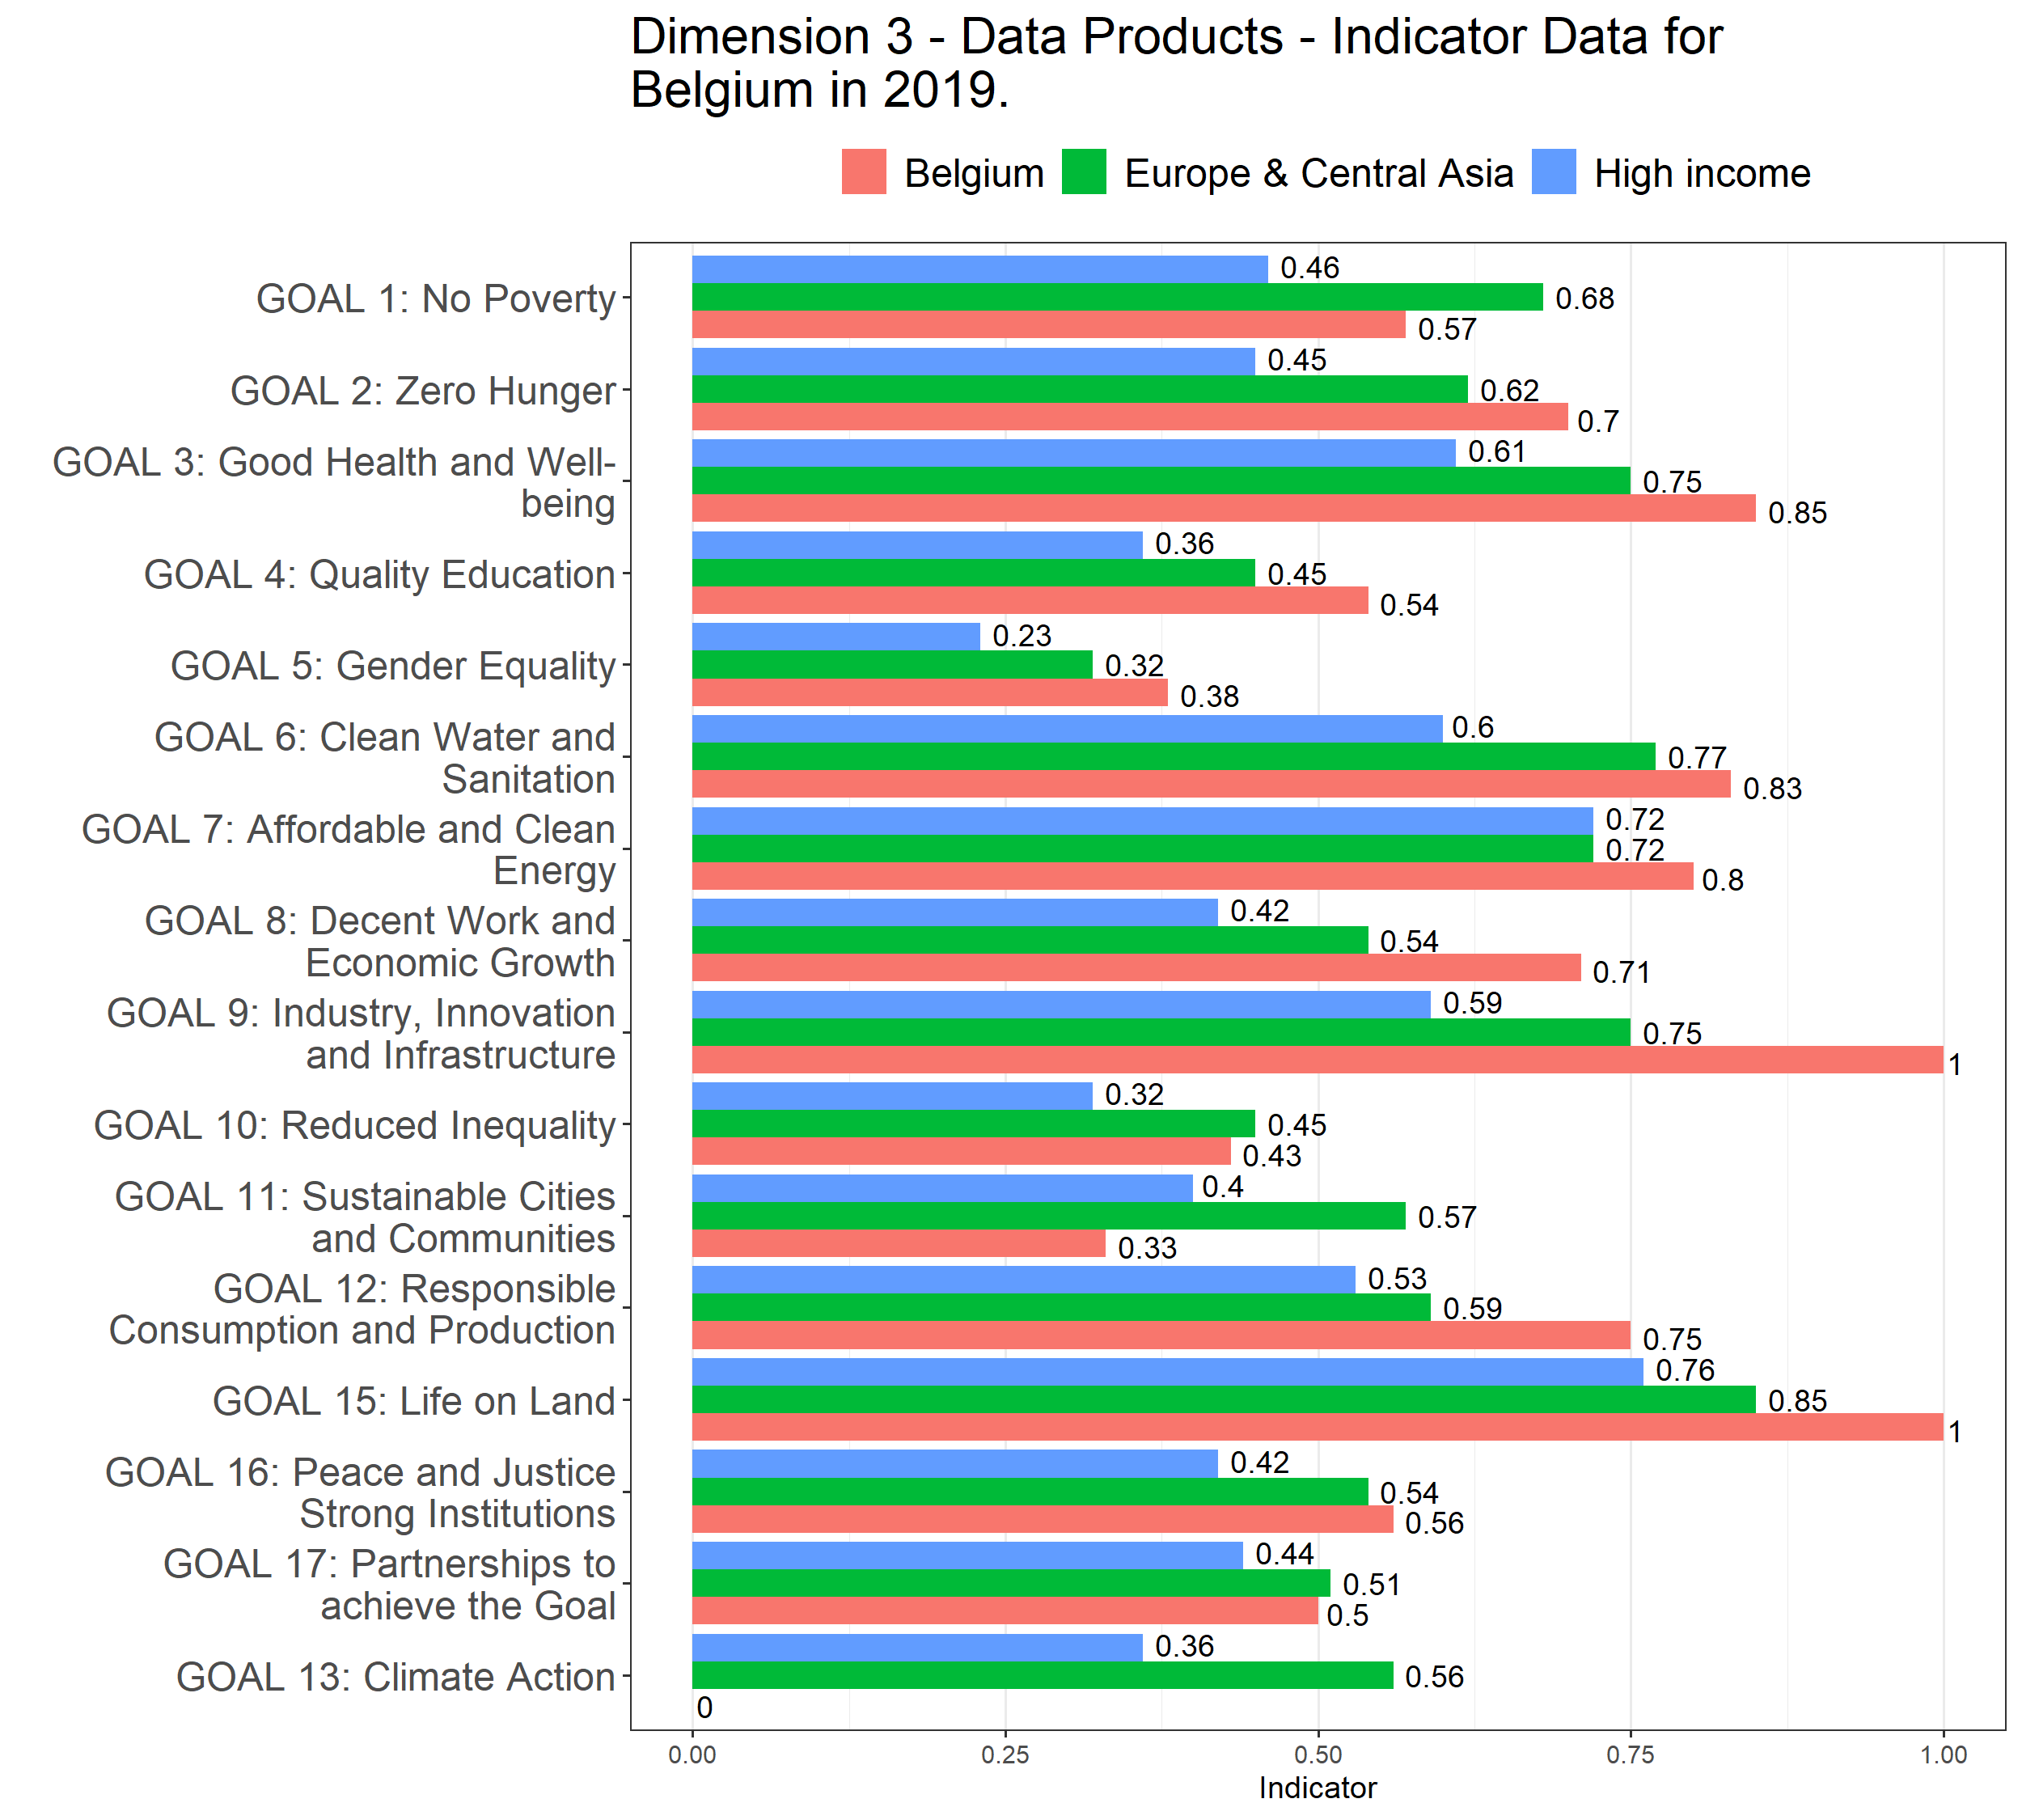 Dimension 3 - Data Products - Indicator Data for
Belgium in 2019.
Belgium Europe & Central Asia High income
GOAL 1: No Poverty
0.46
0.68
0.57
GOAL 2: Zero Hunger
0.45
0.62
0.7
GOAL 3: Good Health and Well-
being
0.61
0.75
0.85
GOAL 4: Quality Education
0.36
0.45
0.54
GOAL 5: Gender Equality
0.23
0.32
0.38
GOAL 6: Clean Water and
Sanitation
0.6
0.77
0.83
GOAL 7: Affordable and Clean
Energy
0.72
0.72
0.8
GOAL 8: Decent Work and
Economic Growth
0.42
0.54
0.71
GOAL 9: Industry, Innovation
and Infrastructure
0.59
0.75
1
GOAL 10: Reduced Inequality
0.32
0.45
0.43
GOAL 11: Sustainable Cities
and Communities
0.4
0.57
0.33
GOAL 12: Responsible
Consumption and Production
0.53
0.59
0.75
GOAL 15: Life on Land
0.76
0.85
1
GOAL 16: Peace and Justice
Strong Institutions
0.42
0.54
0.56
GOAL 17: Partnerships to
achieve the Goal
0.44
0.51
0.5
GOAL 13: Climate Action
0.36
0.56
0
0.00 0.25 0.50 0.75 1.00
Indicator